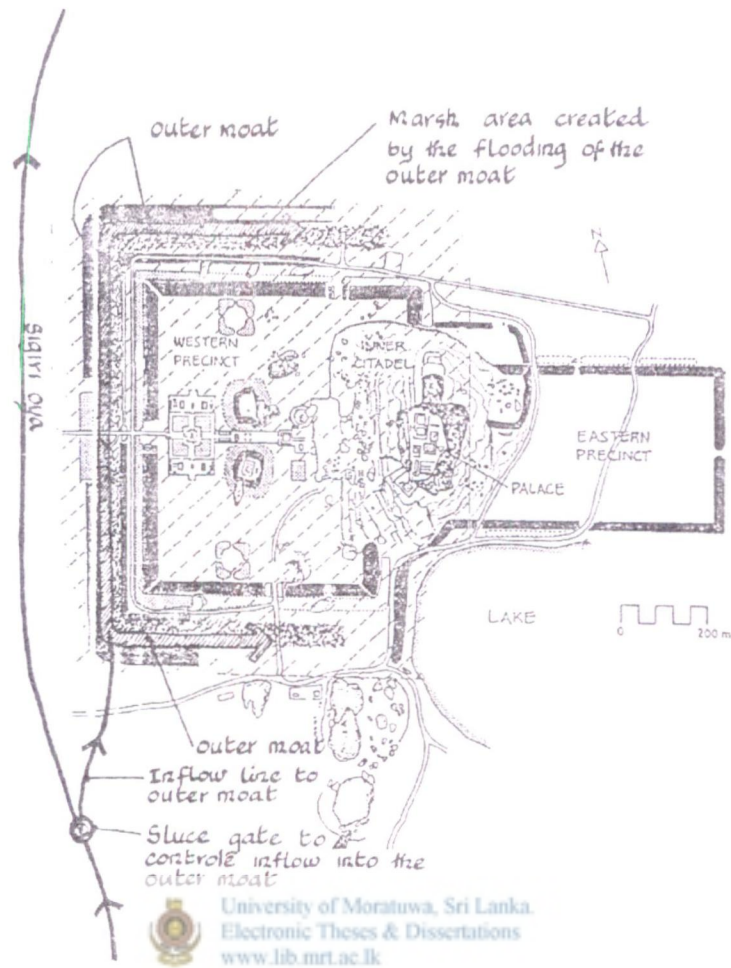 outer moat
Marsh area created
by the flooding of the
outer moat
N
Sigiri Oya
WESTERN
PRECINCT
INNER
CITADEL
EASTERN
PRECINCT
PALACE
LAKE
0 200 m
outer moat
Inflow line to
outer moat
Sluce gate to
controle inflow into the
outer moat
University of Moratuwa, Sri Lanka.
Electronic Theses & Dissertations
www.lib.mrt.ac.lk